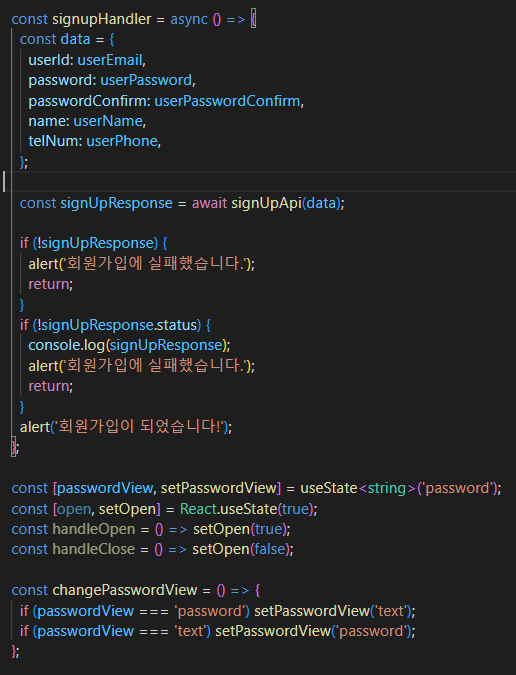 const signupHandler = async () => {
const data = {
userId: userEmail,
password: userPassword,
passwordConfirm: userPasswordConfirm,
name: userName,
telNum: userPhone,
};
const signUpResponse = await signUpApi(data);
if (!signUpResponse) {
alert('회원가입에 실패했습니다.');
return;
}
if (!signUpResponse.status) {
console.log(signUpResponse);
alert('회원가입에 실패했습니다.');
return;
}
alert('회원가입이 되었습니다!');
};
const [passwordView, setPasswordView] = useState<string>('password');
const [open, setOpen] = React.useState(true);
const handleOpen = () => setOpen(true);
const handleClose = () => setOpen(false);
const changePasswordView = () => {
if (passwordView === 'password') setPasswordView('text');
if (passwordView === 'text') setPasswordView('password');
};